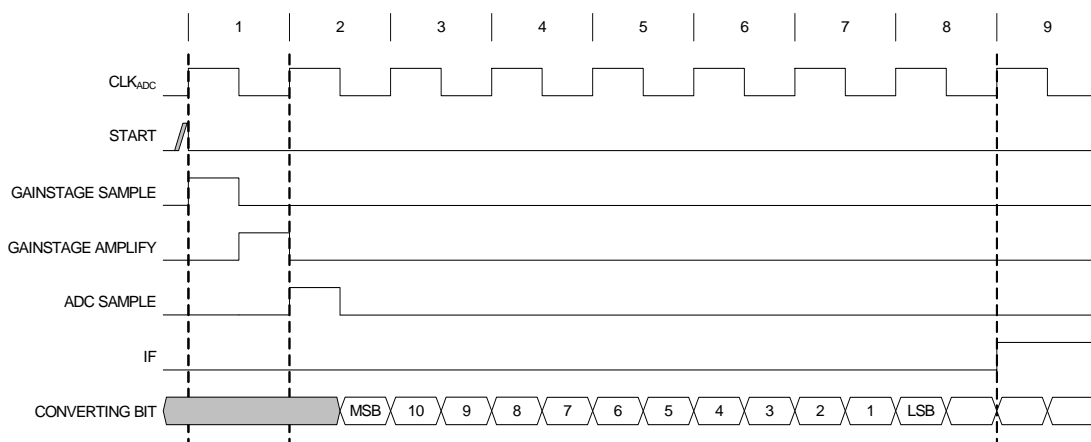 1 2 3 4 5 6 7 8 9
CLKADC
START
GAINSTAGE SAMPLE
GAINSTAGE AMPLIFY
ADC SAMPLE
IF
CONVERTING BIT MSB 10 9 8 7 6 5 4 3 2 1 LSB